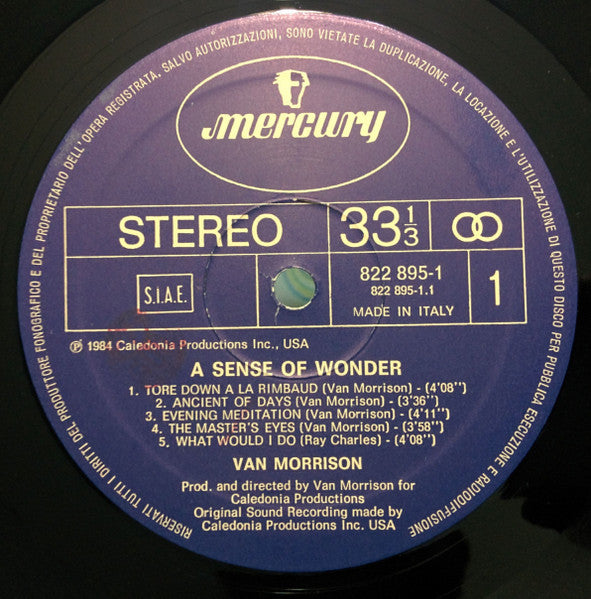 RISERVATI TUTTI I DIRITTI DEL PRODUTTORE FONOGRAFICO E DEL PROPRIETARIO DELL'OPERA REGISTRATA. SALVO AUTORIZZAZIONI, SONO VIETATE LA DUPLICAZIONE, LA LOCAZIONE E L'UTILIZZAZIONE DI QUESTO DISCO PER PUBBLICA ESECUZIONE E RADIODIFFUSIONE
mercury
STEREO 33 1/3
S.I.A.E.
822 895-1
822 895-1.1
MADE IN ITALY
1
℗ 1984 Caledonia Productions Inc., USA
A SENSE OF WONDER
1. TORE DOWN A LA RIMBAUD (Van Morrison) - (4'08'')
2. ANCIENT OF DAYS (Van Morrison) - (3'36'')
3. EVENING MEDITATION (Van Morrison) - (4'11'')
4. THE MASTER'S EYES (Van Morrison) - (3'58'')
5. WHAT WOULD I DO (Ray Charles) - (4'08'')
VAN MORRISON
Prod. and directed by Van Morrison for
Caledonia Productions
Original Sound Recording made by
Caledonia Productions Inc. USA